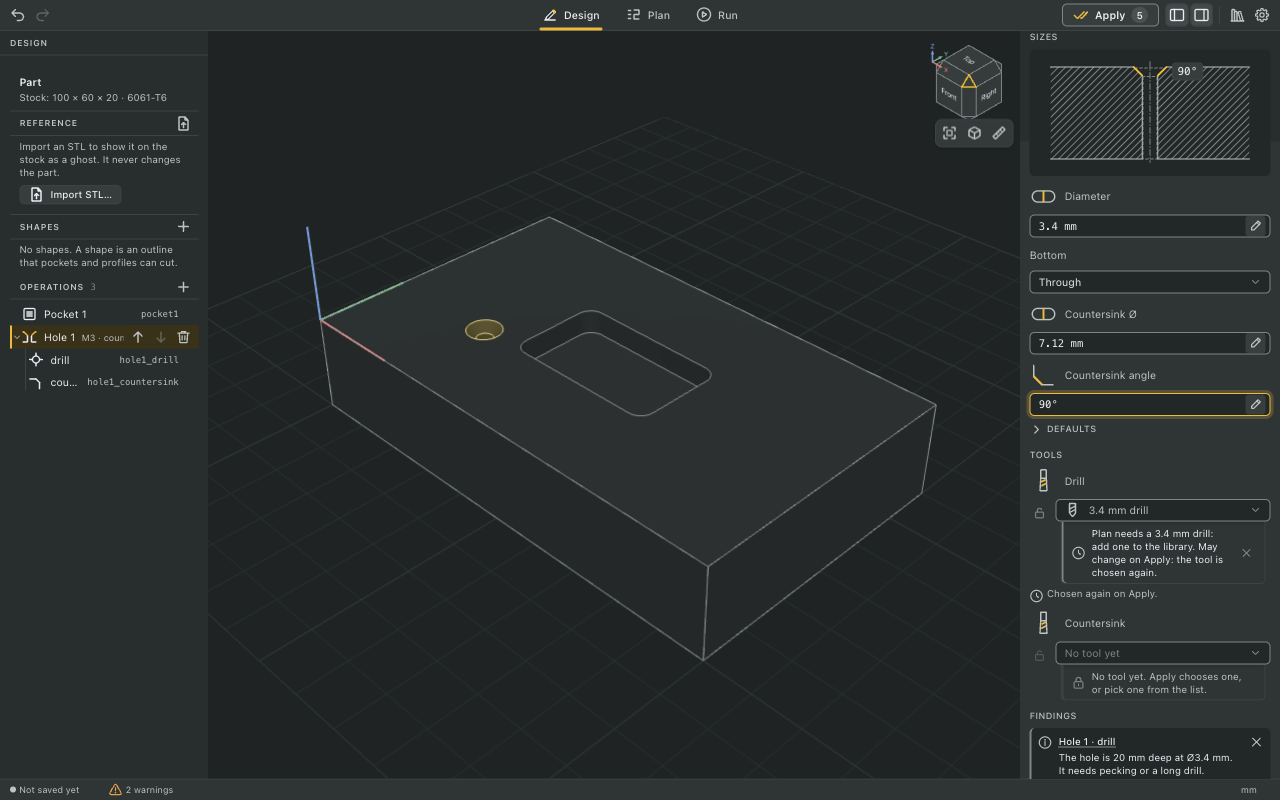 Design
Plan
Run
Apply 5
DESIGN
Part
Stock: 100 × 60 × 20 · 6061-T6
REFERENCE
Import an STL to show it on the
stock as a ghost. It never changes
the part.
Import STL...
SHAPES
No shapes. A shape is an outline
that pockets and profiles can cut.
OPERATIONS 3
Pocket 1 pocket1
Hole 1 M3 · coun
drill hole1_drill
cou... hole1_countersink
Z
Y
X
Top
Front
Right
SIZES
90°
Diameter
3.4 mm
Bottom
Through
Countersink Ø
7.12 mm
Countersink angle
90°
DEFAULTS
TOOLS
Drill
3.4 mm drill
Plan needs a 3.4 mm drill:
add one to the library. May
change on Apply: the tool is
chosen again.
Chosen again on Apply.
Countersink
No tool yet
No tool yet. Apply chooses one,
or pick one from the list.
FINDINGS
Hole 1 · drill
The hole is 20 mm deep at Ø3.4 mm.
It needs pecking or a long drill.
Not saved yet
2 warnings
mm